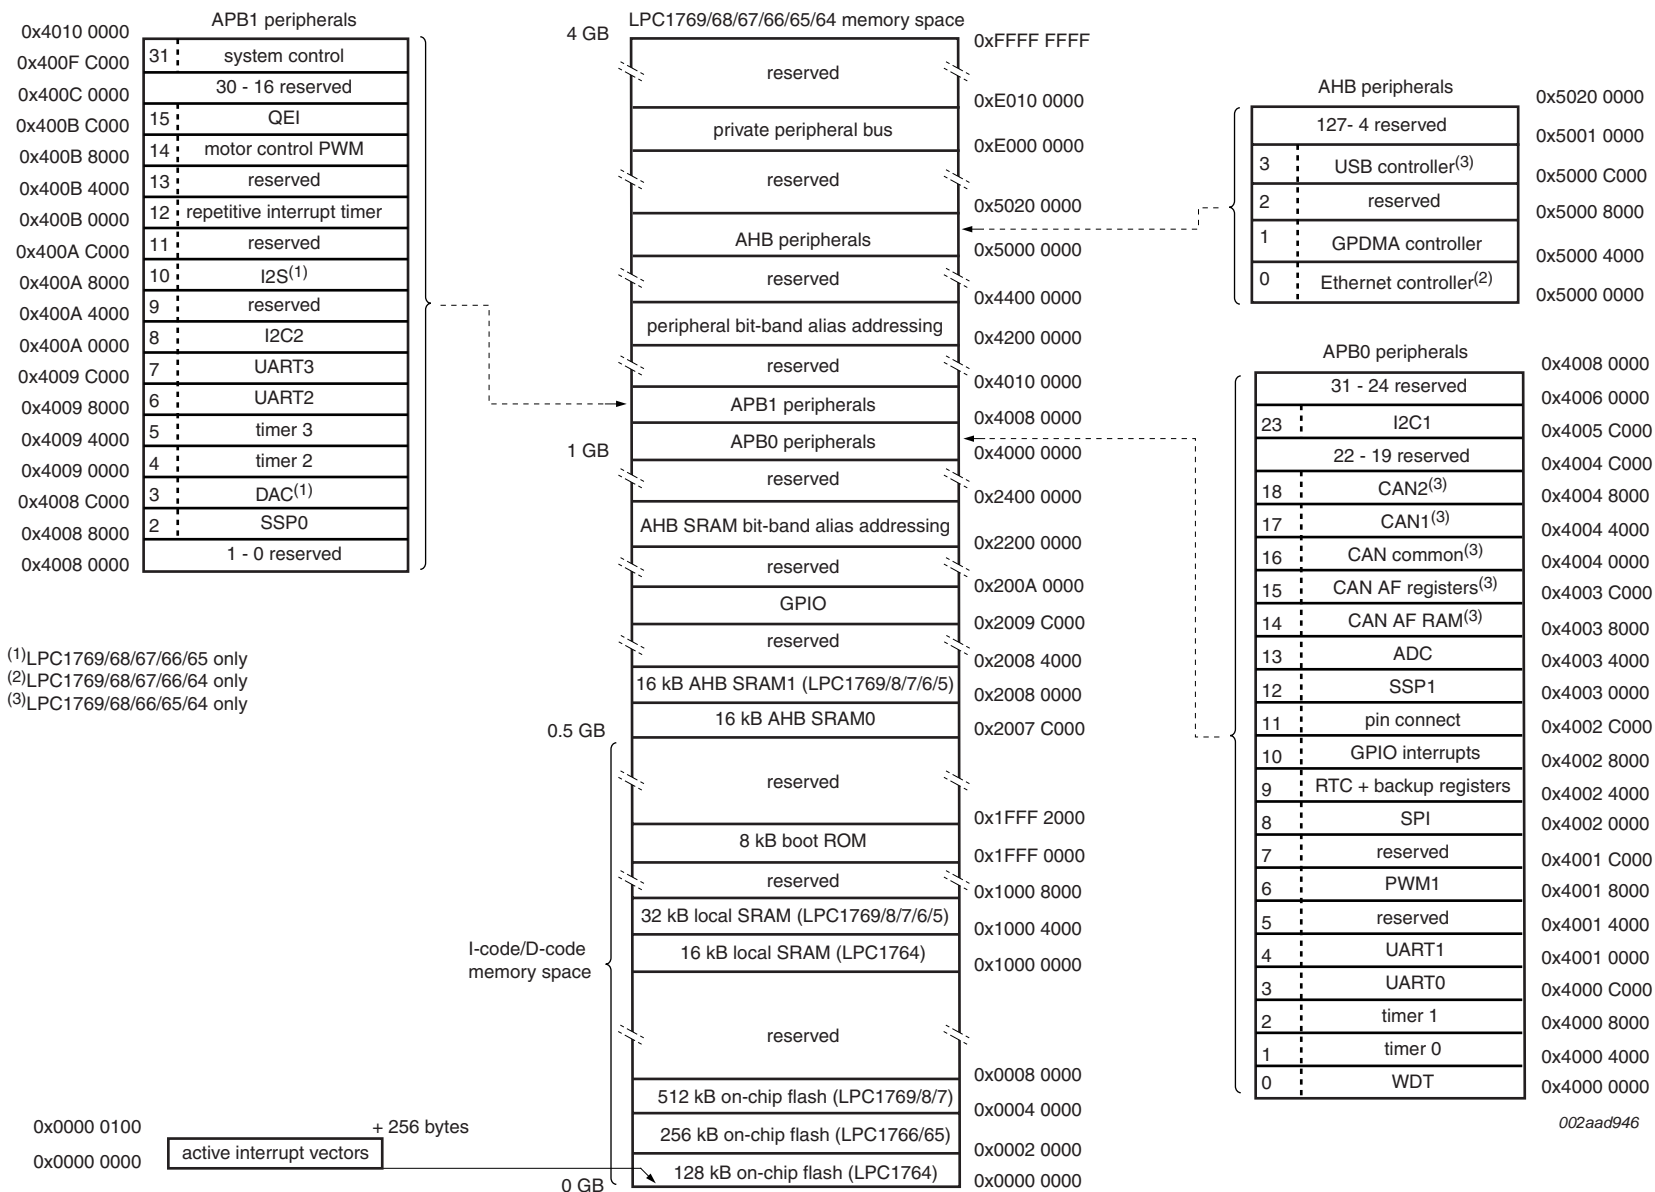 APB1 peripherals
0x4010 0000
31 system control
0x400F C000
30 - 16 reserved
0x400C 0000
15 QEI
0x400B C000
14 motor control PWM
0x400B 8000
13 reserved
0x400B 4000
12 repetitive interrupt timer
0x400B 0000
11 reserved
0x400A C000
10 I2S(1)
0x400A 8000
9 reserved
0x400A 4000
8 I2C2
0x400A 0000
7 UART3
0x4009 C000
6 UART2
0x4009 8000
5 timer 3
0x4009 4000
4 timer 2
0x4009 0000
3 DAC(1)
0x4008 C000
2 SSP0
0x4008 8000
1 - 0 reserved
0x4008 0000
(1)LPC1769/68/67/66/65 only
(2)LPC1769/68/67/66/64 only
(3)LPC1769/68/66/65/64 only
0x0000 0100
+ 256 bytes
active interrupt vectors
0x0000 0000
LPC1769/68/67/66/65/64 memory space
4 GB
0xFFFF FFFF
reserved
0xE010 0000
private peripheral bus
0xE000 0000
reserved
0x5020 0000
AHB peripherals
0x5000 0000
reserved
0x4400 0000
peripheral bit-band alias addressing
0x4200 0000
reserved
0x4010 0000
APB1 peripherals
0x4008 0000
APB0 peripherals
1 GB
0x4000 0000
reserved
0x2400 0000
AHB SRAM bit-band alias addressing
0x2200 0000
reserved
0x200A 0000
GPIO
0x2009 C000
reserved
0x2008 4000
16 kB AHB SRAM1 (LPC1769/8/7/6/5)
0x2008 0000
16 kB AHB SRAM0
0.5 GB
0x2007 C000
reserved
0x1FFF 2000
8 kB boot ROM
0x1FFF 0000
reserved
0x1000 8000
32 kB local SRAM (LPC1769/8/7/6/5)
0x1000 4000
16 kB local SRAM (LPC1764)
I-code/D-code
memory space
0x1000 0000
reserved
0x0008 0000
512 kB on-chip flash (LPC1769/8/7)
0x0004 0000
256 kB on-chip flash (LPC1766/65)
0x0002 0000
128 kB on-chip flash (LPC1764)
0 GB
0x0000 0000
AHB peripherals
0x5020 0000
127- 4 reserved
0x5001 0000
3 USB controller(3)
0x5000 C000
2 reserved
0x5000 8000
1 GPDMA controller
0x5000 4000
0 Ethernet controller(2)
0x5000 0000
APB0 peripherals
0x4008 0000
31 - 24 reserved
0x4006 0000
23 I2C1
0x4005 C000
22 - 19 reserved
0x4004 C000
18 CAN2(3)
0x4004 8000
17 CAN1(3)
0x4004 4000
16 CAN common(3)
0x4004 0000
15 CAN AF registers(3)
0x4003 C000
14 CAN AF RAM(3)
0x4003 8000
13 ADC
0x4003 4000
12 SSP1
0x4003 0000
11 pin connect
0x4002 C000
10 GPIO interrupts
0x4002 8000
9 RTC + backup registers
0x4002 4000
8 SPI
0x4002 0000
7 reserved
0x4001 C000
6 PWM1
0x4001 8000
5 reserved
0x4001 4000
4 UART1
0x4001 0000
3 UART0
0x4000 C000
2 timer 1
0x4000 8000
1 timer 0
0x4000 4000
0 WDT
0x4000 0000
002aad946